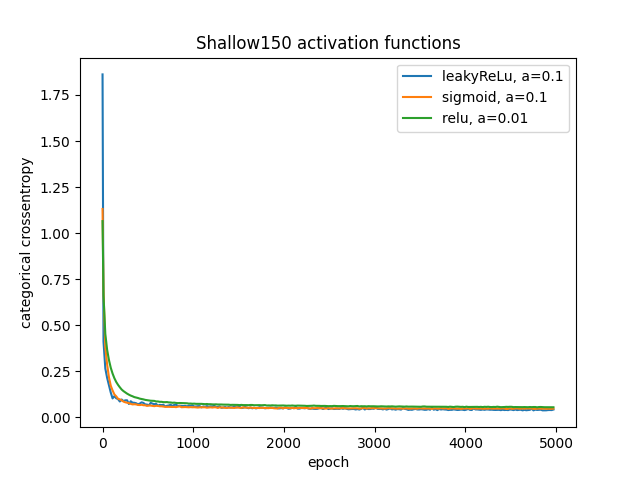 Shallow150 activation functions
leakyReLu, a=0.1
sigmoid, a=0.1
relu, a=0.01
categorical crossentropy
1.75
1.50
1.25
1.00
0.75
0.50
0.25
0.00
0 1000 2000 3000 4000 5000
epoch